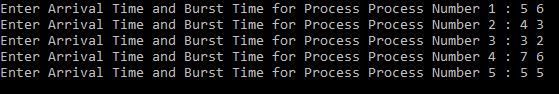 Enter Arrival Time and Burst Time for Process Process Number 1 : 5 6
Enter Arrival Time and Burst Time for Process Process Number 2 : 4 3
Enter Arrival Time and Burst Time for Process Process Number 3 : 3 2
Enter Arrival Time and Burst Time for Process Process Number 4 : 7 6
Enter Arrival Time and Burst Time for Process Process Number 5 : 5 5